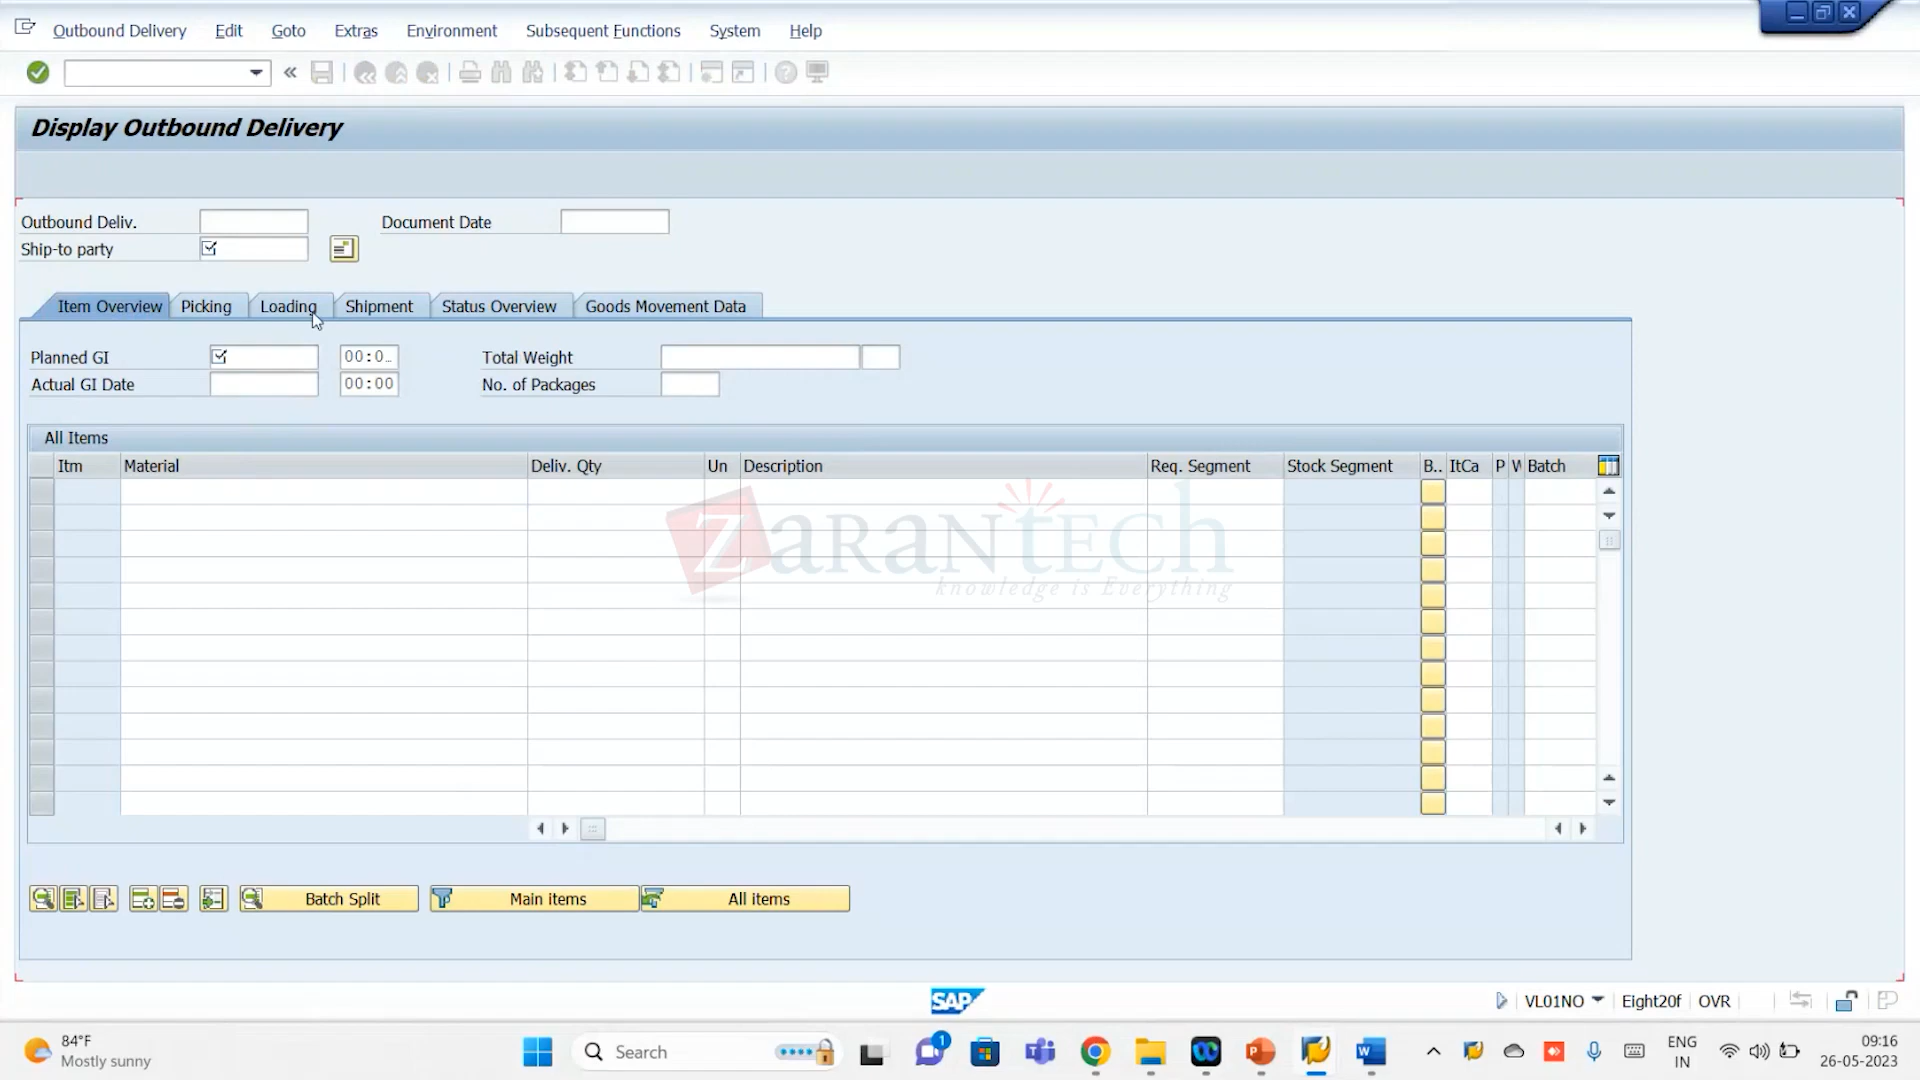 Outbound Delivery Edit Goto Extras Environment Subsequent Functions System Help
Display Outbound Delivery
Outbound Deliv. Document Date
Ship-to party
Item Overview Picking Loading Shipment Status Overview Goods Movement Data
Planned GI 00:0.. Total Weight
Actual GI Date 00:00 No. of Packages
All Items
Itm Material Deliv. Qty Un Description Req. Segment Stock Segment B.. ItCa P W Batch
ZaranTech
knowledge is Everything
Batch Split Main items All items
SAP VL01NO Eight20f OVR
84°F
Mostly sunny
Search
1
ENG
IN
09:16
26-05-2023